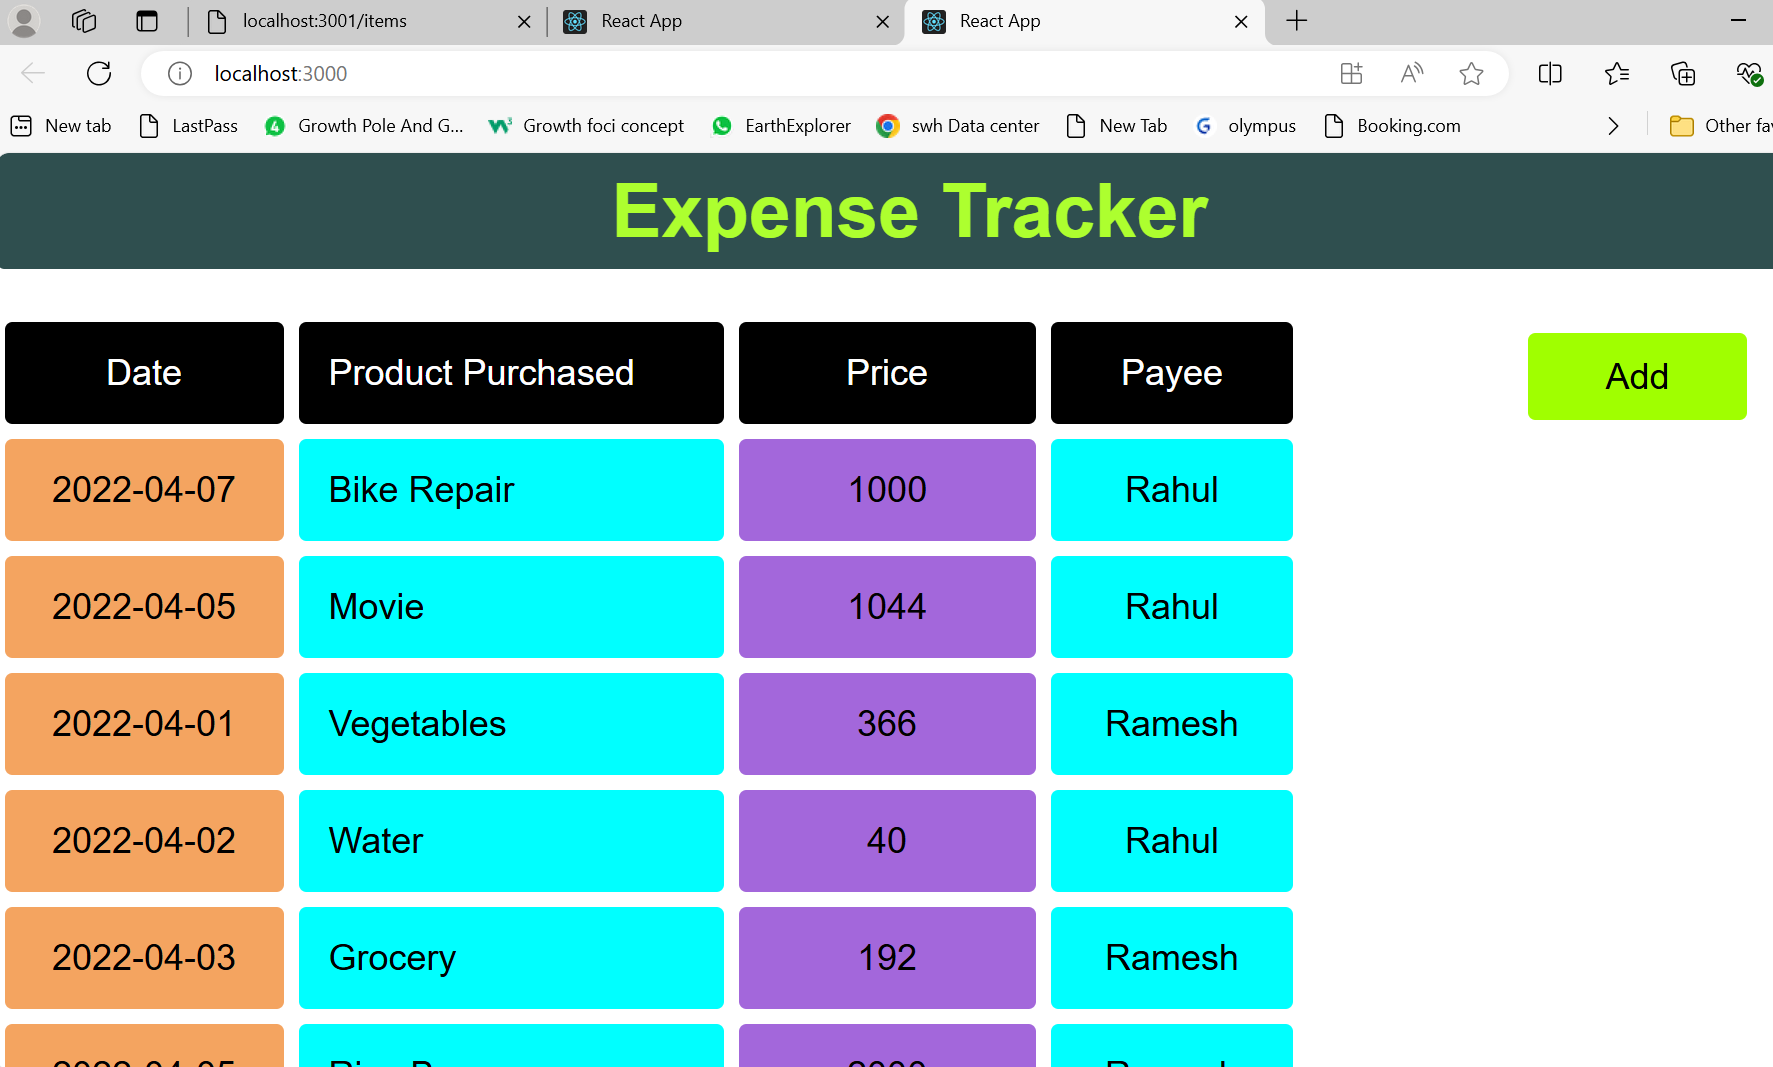 localhost:3001/items React App React App
localhost:3000
New tab LastPass Growth Pole And G... Growth foci concept EarthExplorer swh Data center New Tab olympus Booking.com Other
Expense Tracker
Date Product Purchased Price Payee Add
2022-04-07 Bike Repair 1000 Rahul
2022-04-05 Movie 1044 Rahul
2022-04-01 Vegetables 366 Ramesh
2022-04-02 Water 40 Rahul
2022-04-03 Grocery 192 Ramesh